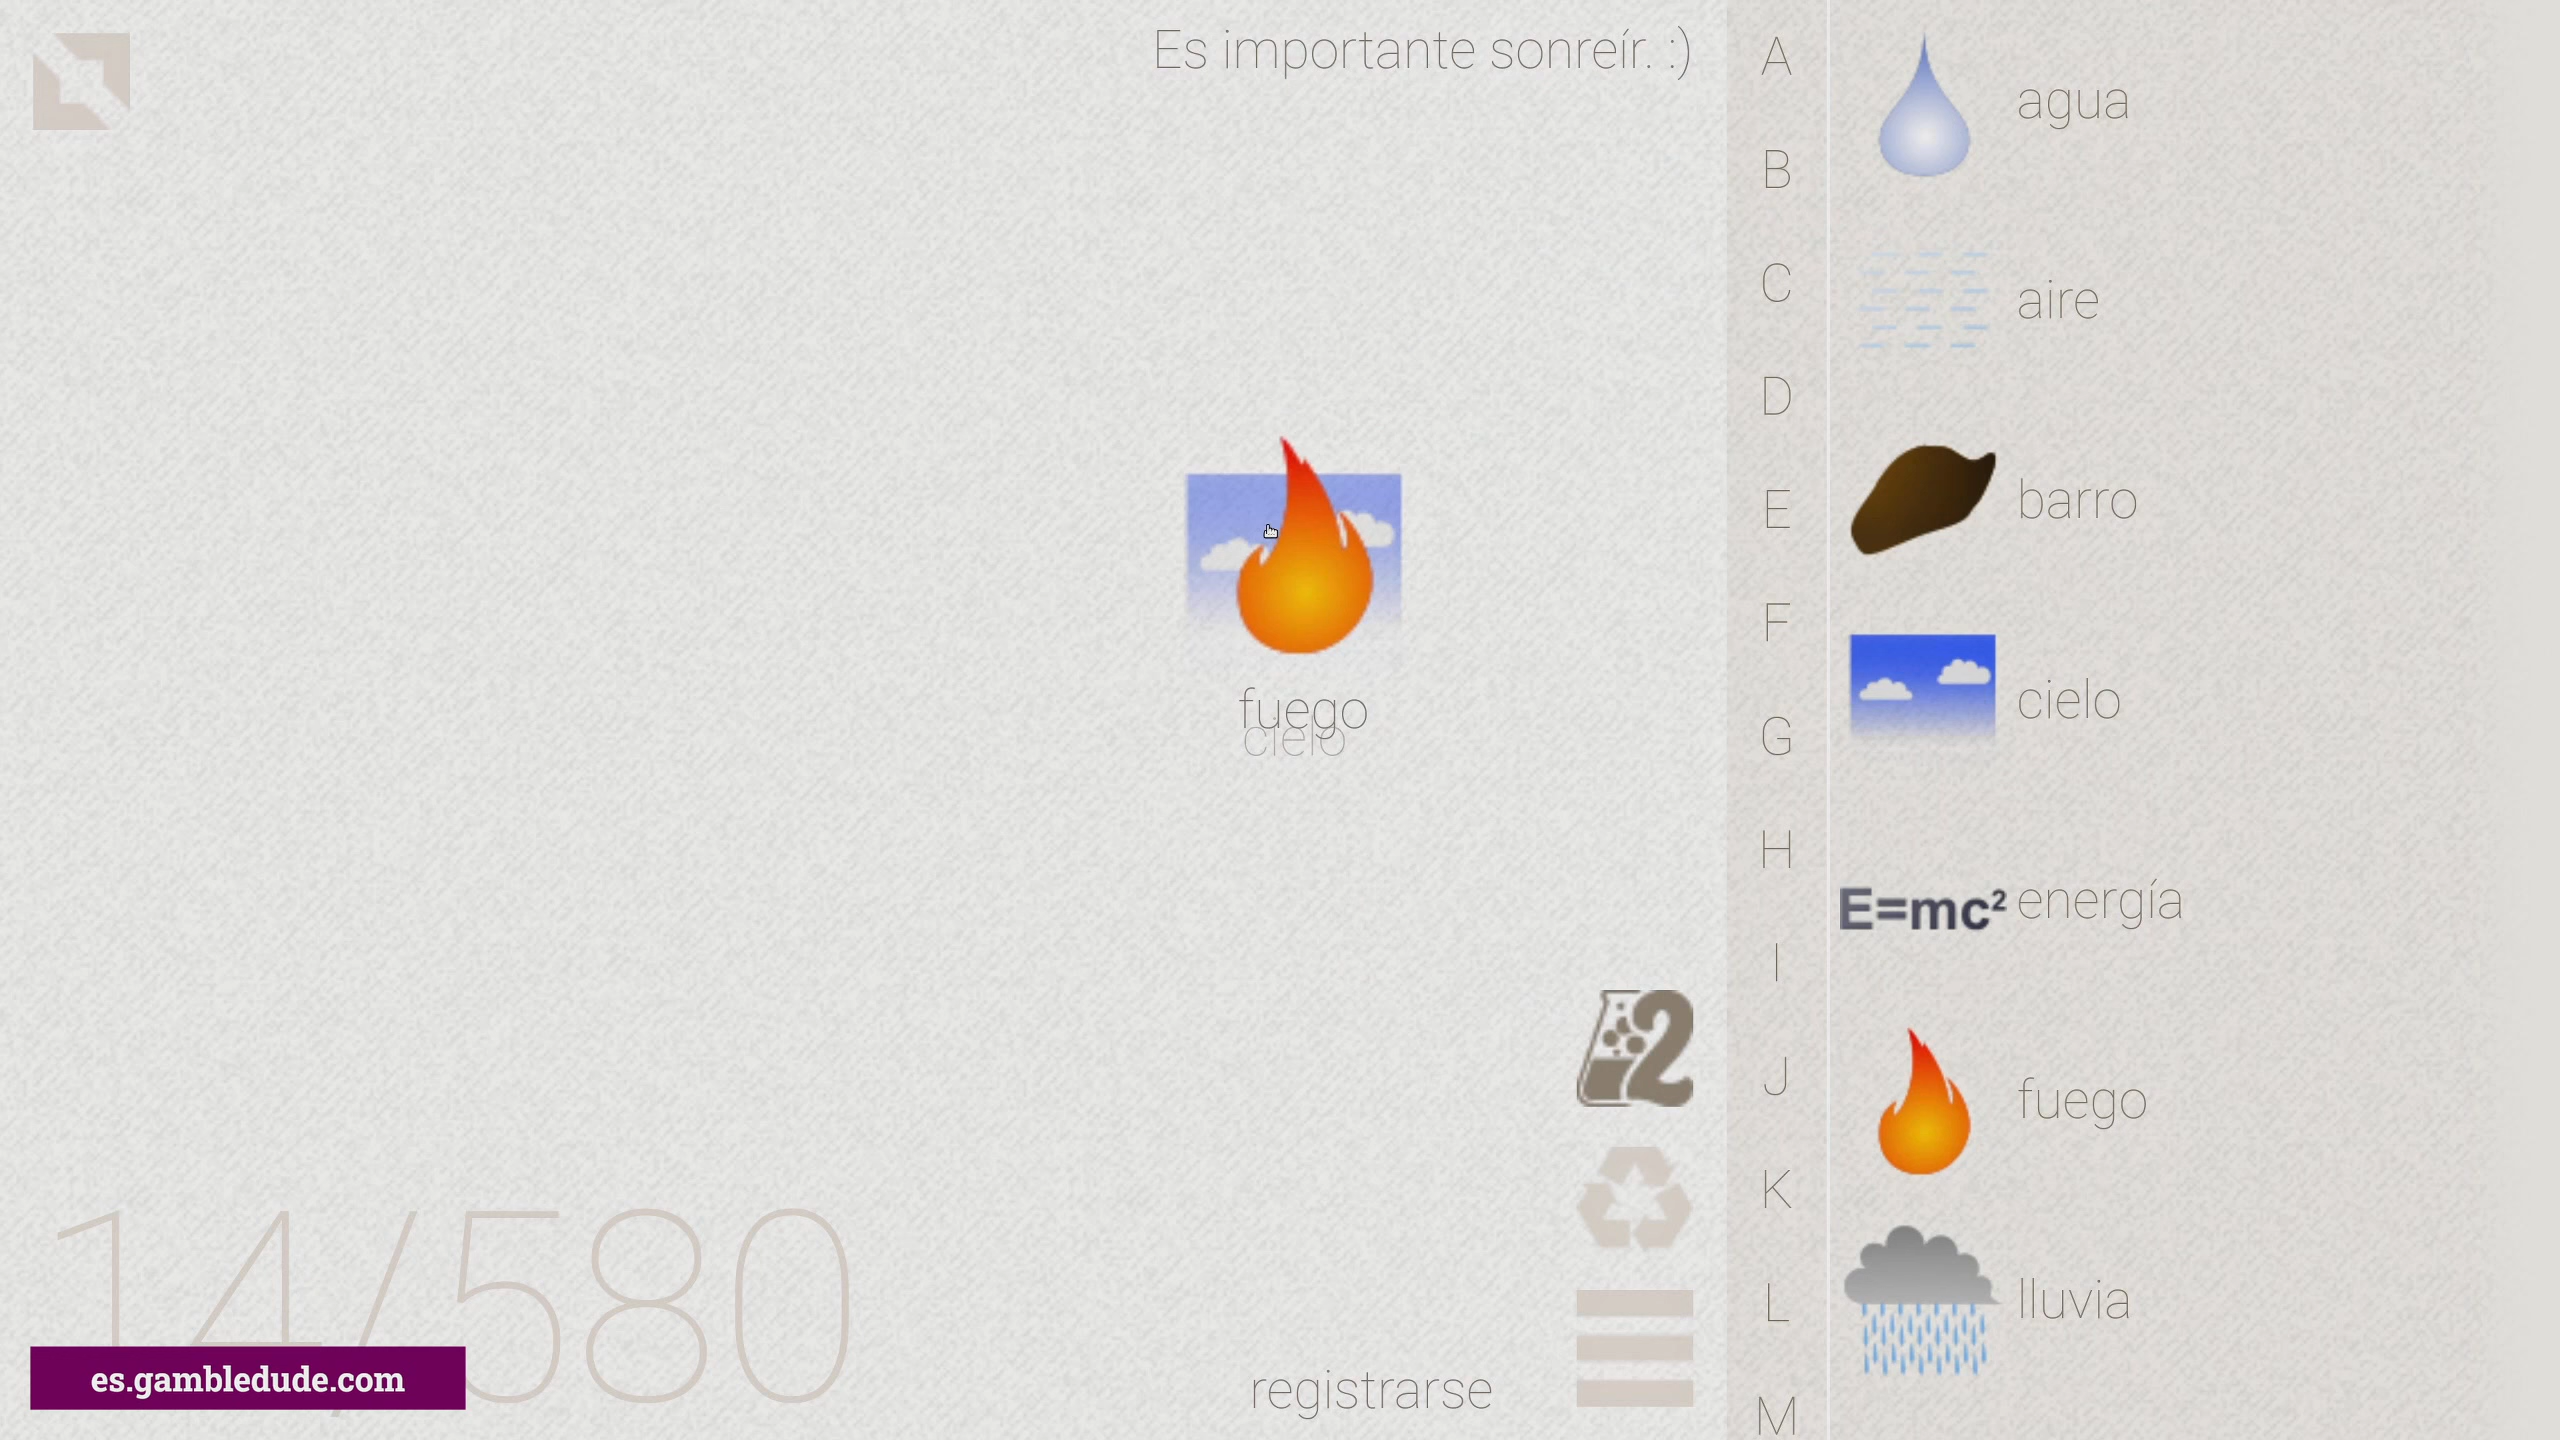 Es importante sonreír. :)
fuego
cielo
2
14/580
es.gambledude.com
registrarse
A
B
C
D
E
F
G
H
I
J
K
L
M
agua
aire
barro
cielo
E=mc² energía
fuego
lluvia